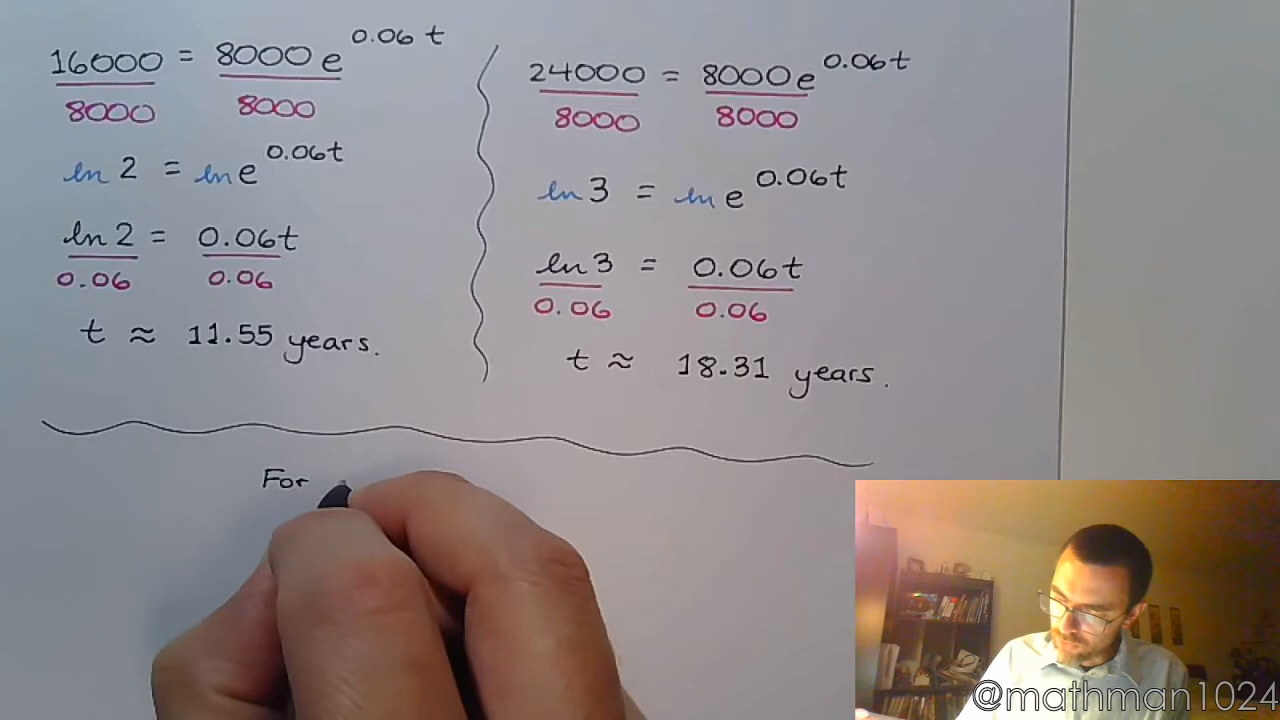 16000 = 8000 e^0.06 t
8000 8000
ln 2 = ln e^0.06t
ln 2 = 0.06t
0.06 0.06
t ≈ 11.55 years.
24000 = 8000 e^0.06t
8000 8000
ln 3 = ln e^0.06t
ln 3 = 0.06t
0.06 0.06
t ≈ 18.31 years.
For
@mathman1024